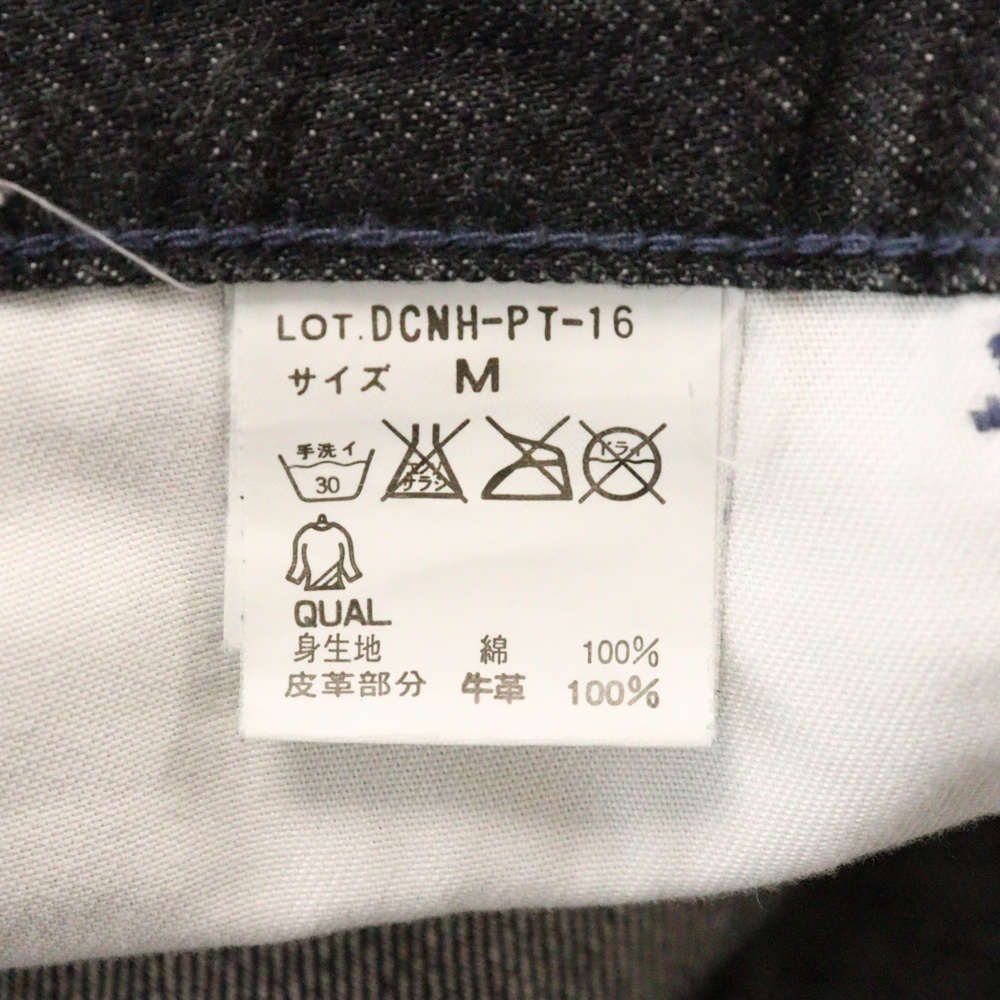 LOT.DCNH-PT-16
サイズ M
手洗イ
30
エンソ
サラシ
ドライ
QUAL.
身生地 綿 100%
皮革部分 牛革 100%